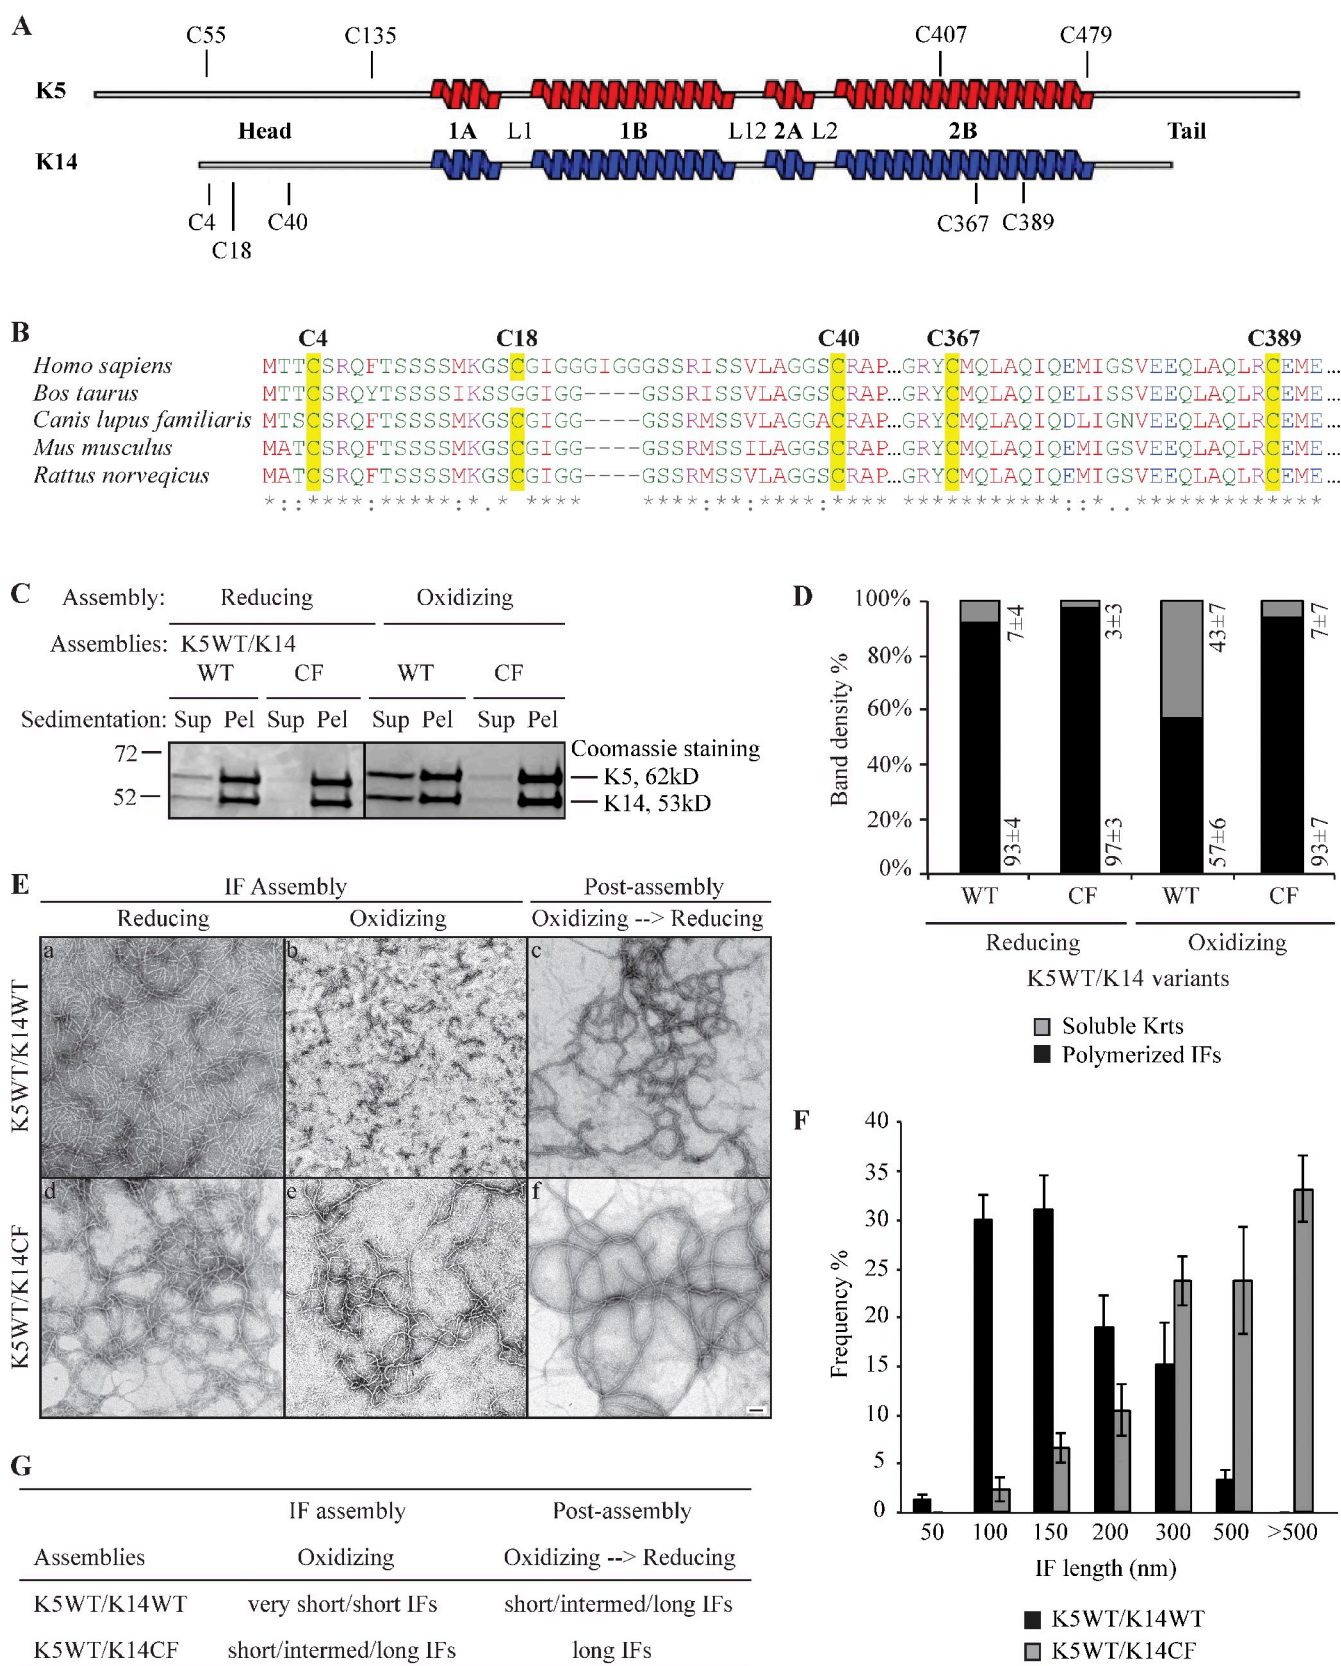 A
C55 C135 C407 C479
K5
Head 1A L1 1B L12 2A L2 2B Tail
K14
C4 C40 C367 C389
C18
B
C4 C18 C40 C367 C389
Homo sapiens MTTCSRQFTSSSSMKGSCGIGGGIGGGSSRISSVLAGGSCRAP...GRYCMQLAQIQEMIGSVEEQLAQLRCEME...
Bos taurus MTSCSRQYTSSSSIKSSGGIGG----GSSRISSVLAGGSCRAP...GRYCMQLAQIQELISSVEEQLAQLRCEME...
Canis lupus familiaris MTSCSRQFTSSSSMKGSCGIGG----GSSRMSSVLAGGACRAP...GRYCMQLAQIQDLIGNVEEQLAQLRCEME...
Mus musculus MATCSRQFTSSSSMKGSCGIGG----GSSRMSSILAGGSCRAP...GRYCMQLAQIQEMIGSVEEQLAQLRCEME...
Rattus norveqicus MATCSRQFTSSSSMKGSCGIGG----GSSRMSSVLAGGSCRAP...GRYCMQLAQIQEMIGSVEEQLAQLRCEME...
*::****:*****:*.* **** ****:**:****:**** *************::*..*************
C
Assembly: Reducing Oxidizing
Assemblies: K5WT/K14
WT CF WT CF
Sedimentation: Sup Pel Sup Pel Sup Pel Sup Pel
72
52
Coomassie staining
K5, 62kD
K14, 53kD
D
Band density %
100%
80%
60%
40%
20%
0%
7±4 3±3 43±7 7±7
93±4 97±3 57±6 93±7
WT CF WT CF
Reducing Oxidizing
K5WT/K14 variants
Soluble Krts
Polymerized IFs
E
IF Assembly Post-assembly
Reducing Oxidizing Oxidizing --> Reducing
K5WT/K14WT
a b c
K5WT/K14CF
d e f
F
Frequency %
40
35
30
25
20
15
10
5
0
50 100 150 200 300 500 >500
IF length (nm)
K5WT/K14WT
K5WT/K14CF
G
IF assembly Post-assembly
Assemblies Oxidizing Oxidizing --> Reducing
K5WT/K14WT very short/short IFs short/intermed/long IFs
K5WT/K14CF short/intermed/long IFs long IFs